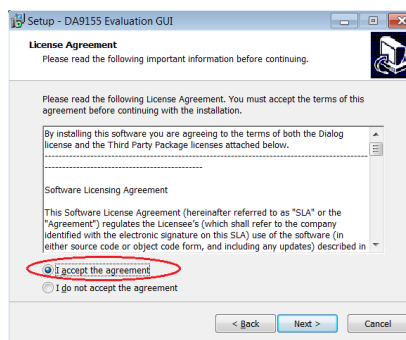 Setup - DA9155 Evaluation GUI
License Agreement
Please read the following important information before continuing.
Please read the following License Agreement. You must accept the terms of this
agreement before continuing with the installation.
By installing this software you are agreeing to the terms of both the Dialog
license and the Third Party Package licenses attached below.
--------------------------------------------------------------------------------
----------------------------------------
Software Licensing Agreement
This Software License Agreement (hereinafter referred to as "SLA" or the
"Agreement") regulates the Licensee's (which shall refer to the company
identified with the electronic signature on this SLA) use of the software (in
either source code or object code form, and including any updates) described in
I accept the agreement
I do not accept the agreement
< Back
Next >
Cancel